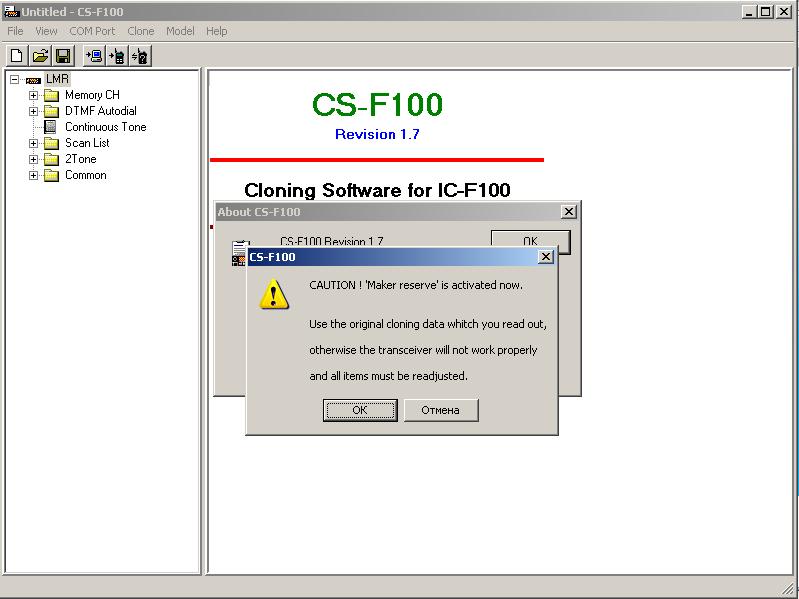 Untitled - CS-F100
File View COM Port Clone Model Help
LMR
Memory CH
DTMF Autodial
Continuous Tone
Scan List
2Tone
Common
CS-F100
Revision 1.7
Cloning Software for IC-F100
About CS-F100
CS-F100 Revision 1.7
OK
CS-F100
CAUTION ! 'Maker reserve' is activated now.
Use the original cloning data whitch you read out,
otherwise the transceiver will not work properly
and all items must be readjusted.
OK Отмена